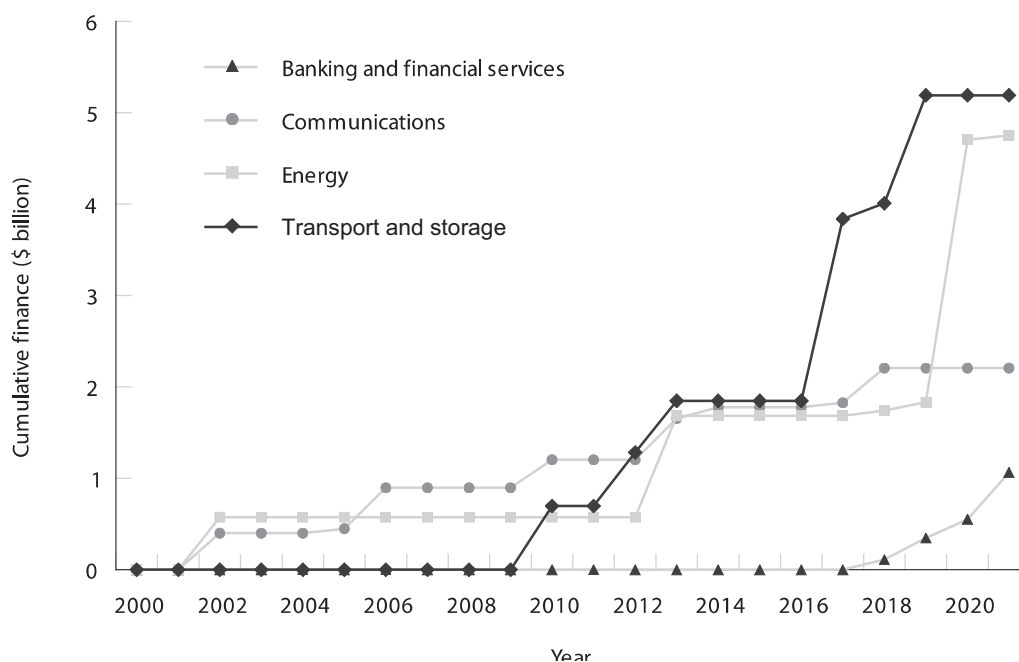 6
Banking and financial services
5
Communications
Energy
4
Transport and storage
3
2
1
0
Cumulative finance ($ billion)
2000 2002 2004 2006 2008 2010 2012 2014 2016 2018 2020
Year